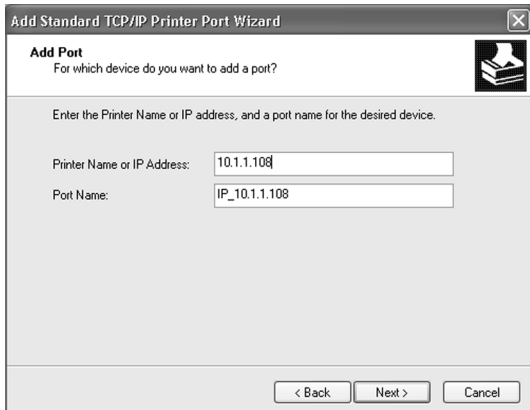 Add Standard TCP/IP Printer Port Wizard
Add Port
For which device do you want to add a port?
Enter the Printer Name or IP address, and a port name for the desired device.
Printer Name or IP Address: 10.1.1.108
Port Name: IP_10.1.1.108
< Back Next > Cancel